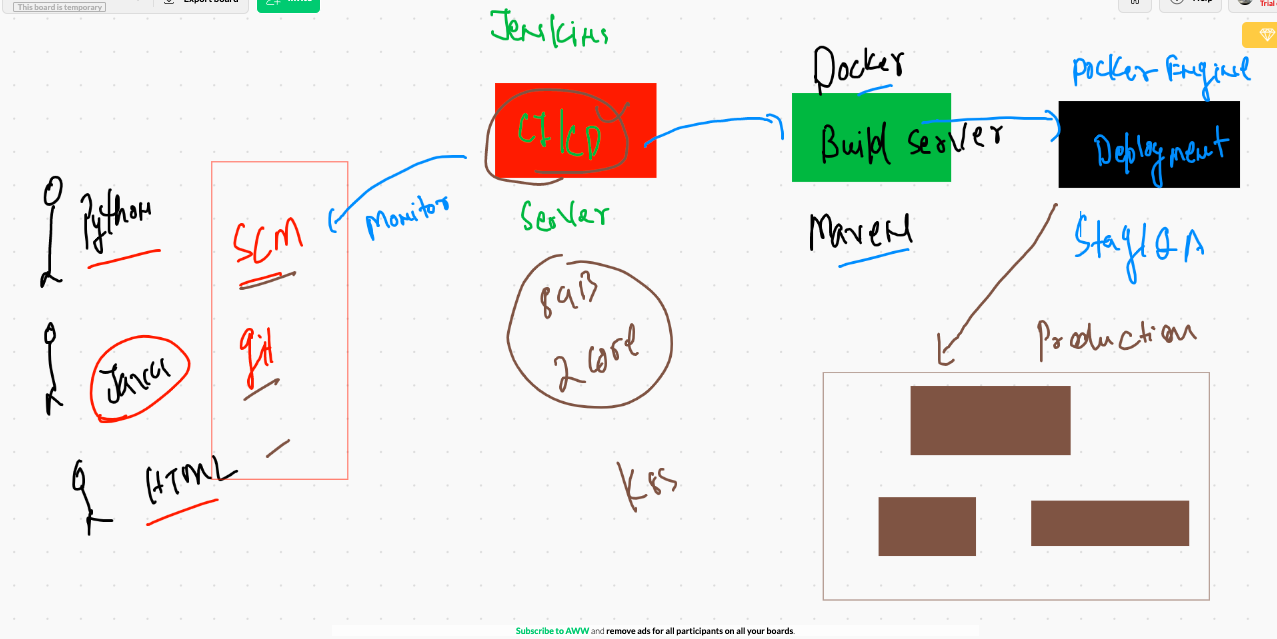 This board is temporary
Export board
Invite
Help
Trial
Jenkins
Docker
Docker Engine
CI/CD
Build Server
Deployment
Python
SCM
Monitor
Server
Maven
Stag/QA
8GB
2 core
git
Java
Production
HTML
K8s
Subscribe to AWW and remove ads for all participants on all your boards.